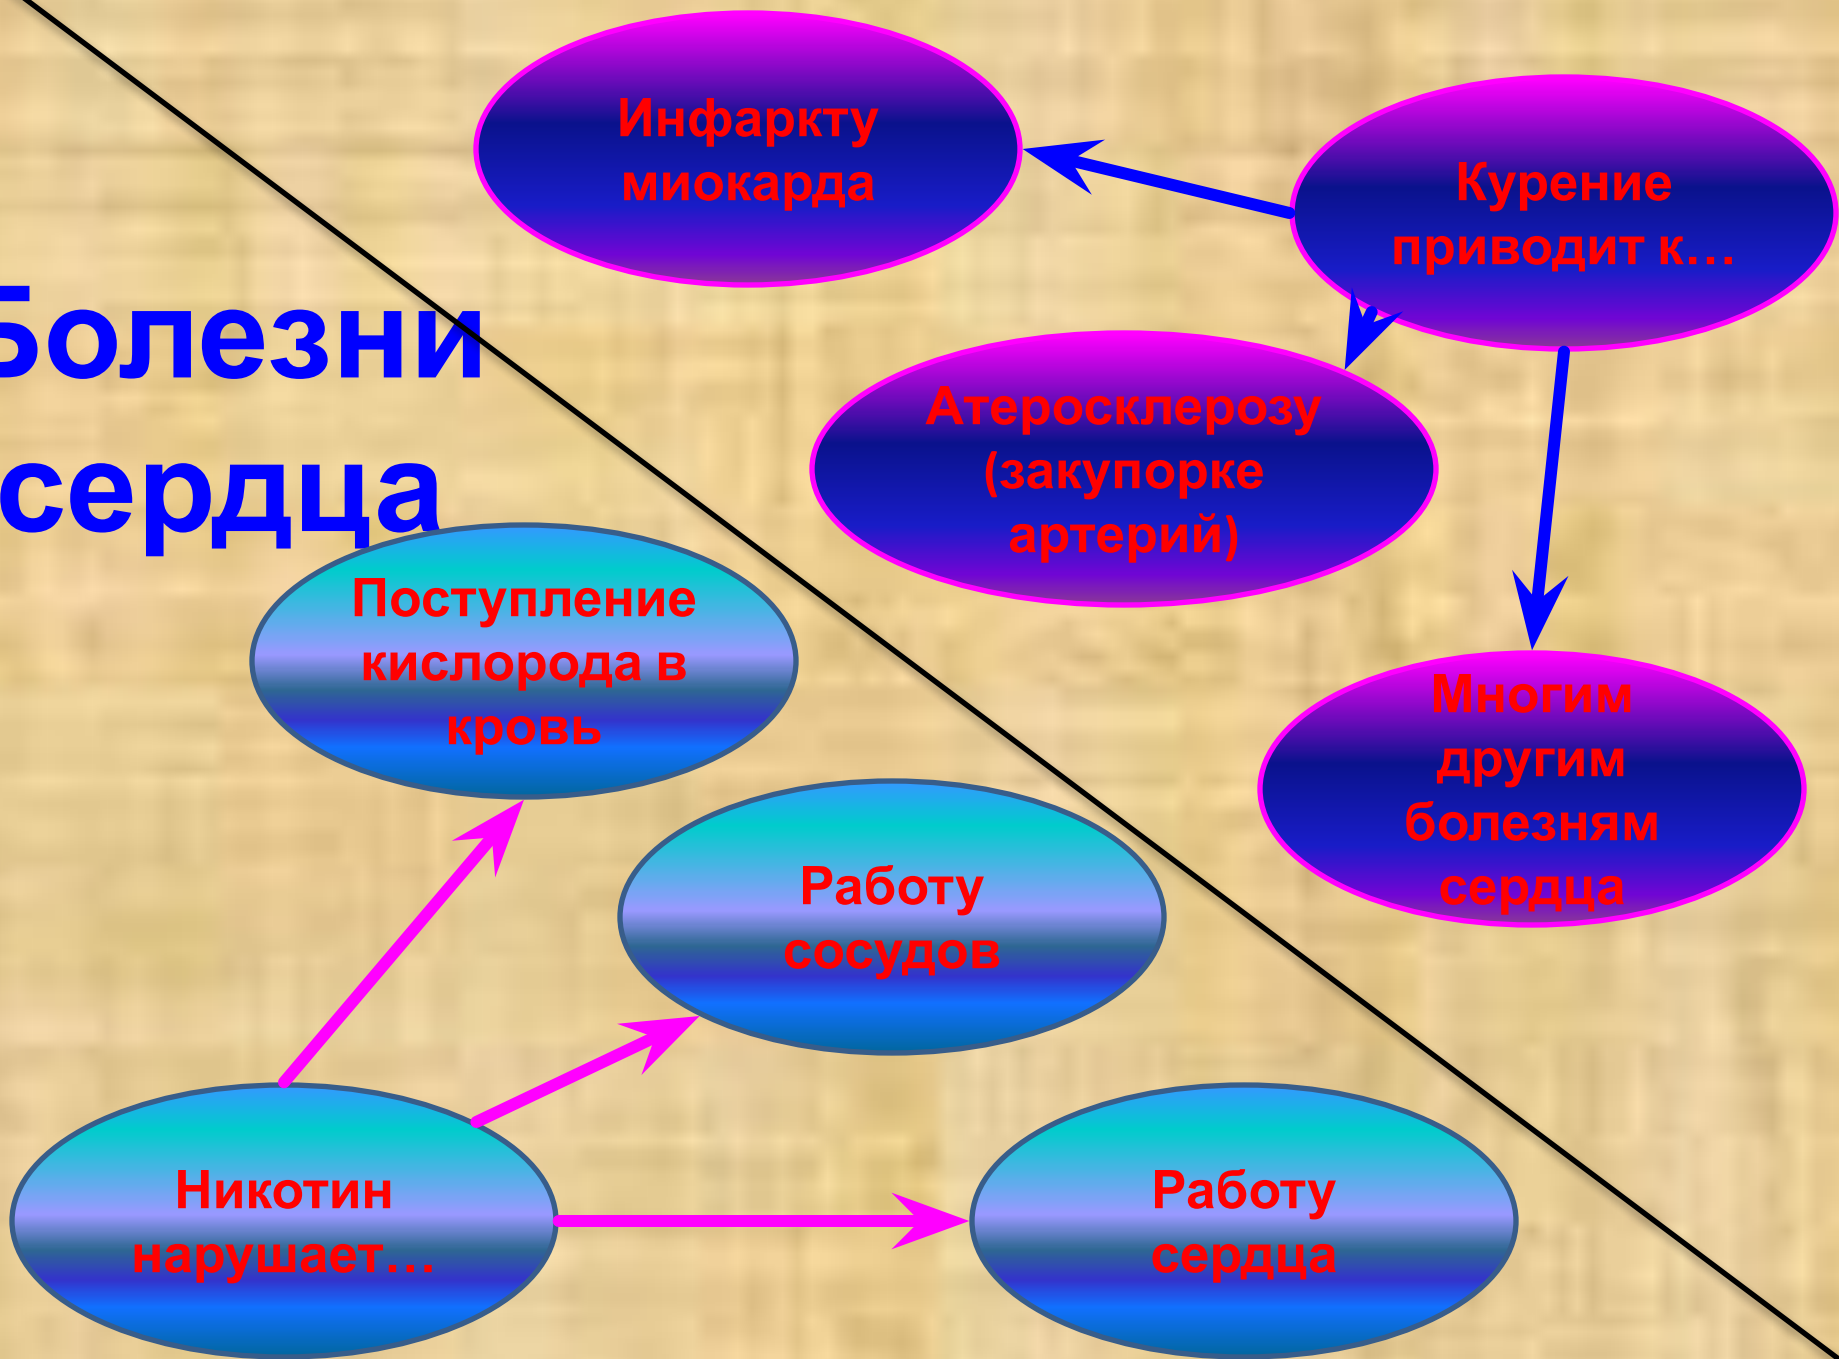 Болезни
сердца
Инфаркту
миокарда
Курение
приводит к…
Атеросклерозу
(закупорке
артерий)
Многим
другим
болезням
сердца
Поступление
кислорода в
кровь
Работу
сосудов
Никотин
нарушает…
Работу
сердца